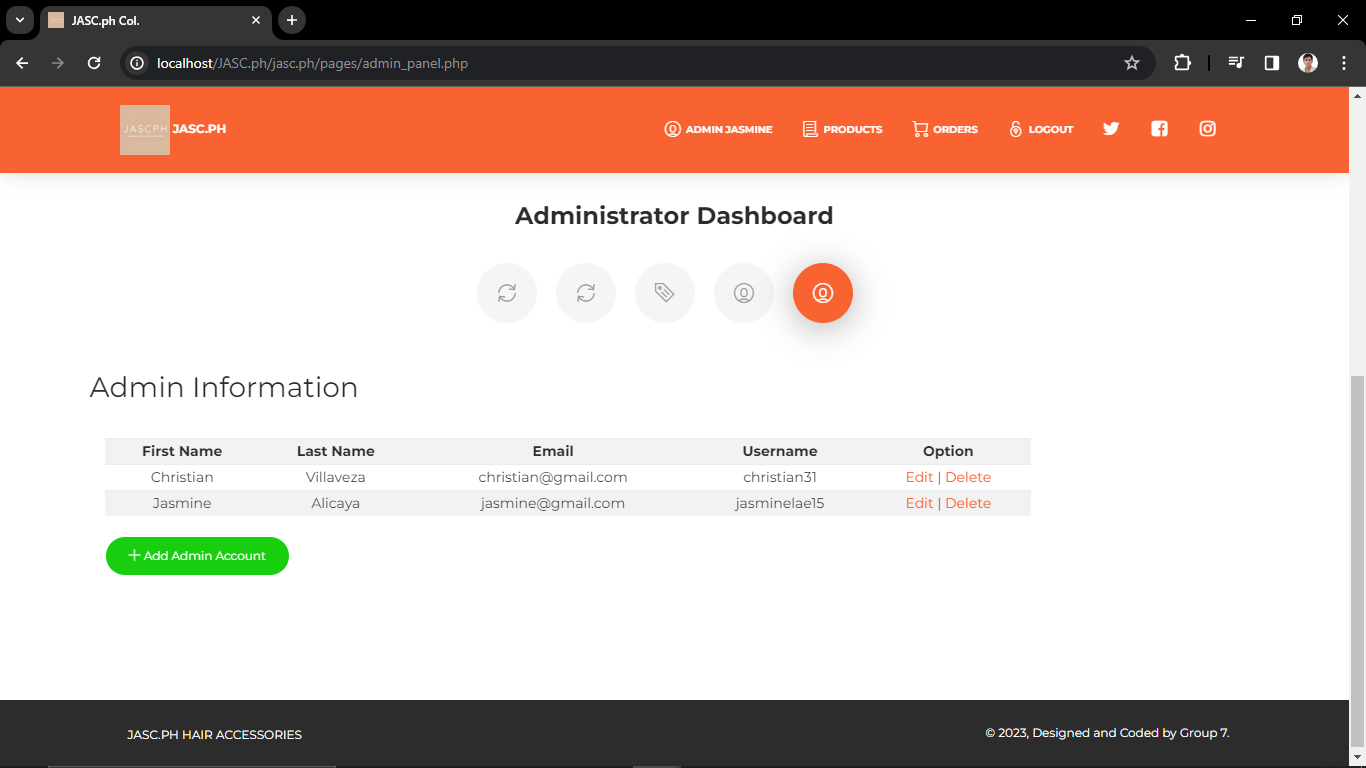 JASC.ph Col.
localhost/JASC.ph/jasc.ph/pages/admin_panel.php
JASCPH JASC.PH ADMIN JASMINE PRODUCTS ORDERS LOGOUT
Administrator Dashboard
Admin Information
First Name Last Name Email Username Option
Christian Villaveza christian@gmail.com christian31 Edit | Delete
Jasmine Alicaya jasmine@gmail.com jasminelae15 Edit | Delete
+ Add Admin Account
JASC.PH HAIR ACCESSORIES © 2023, Designed and Coded by Group 7.